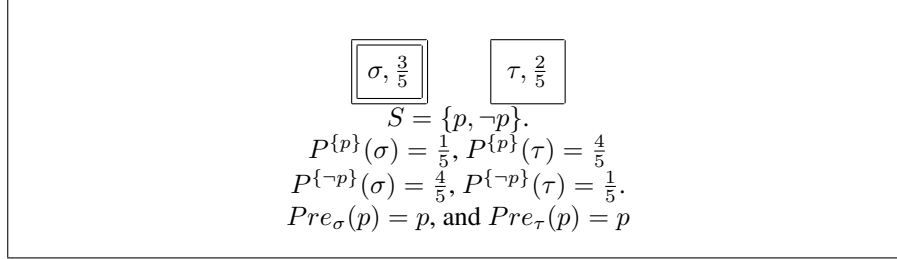 σ, 3/5 τ, 2/5
S = {p, ¬p}.
P^{p}(σ) = 1/5, P^{p}(τ) = 4/5
P^{¬p}(σ) = 4/5, P^{¬p}(τ) = 1/5.
Pre_σ(p) = p, and Pre_τ(p) = p